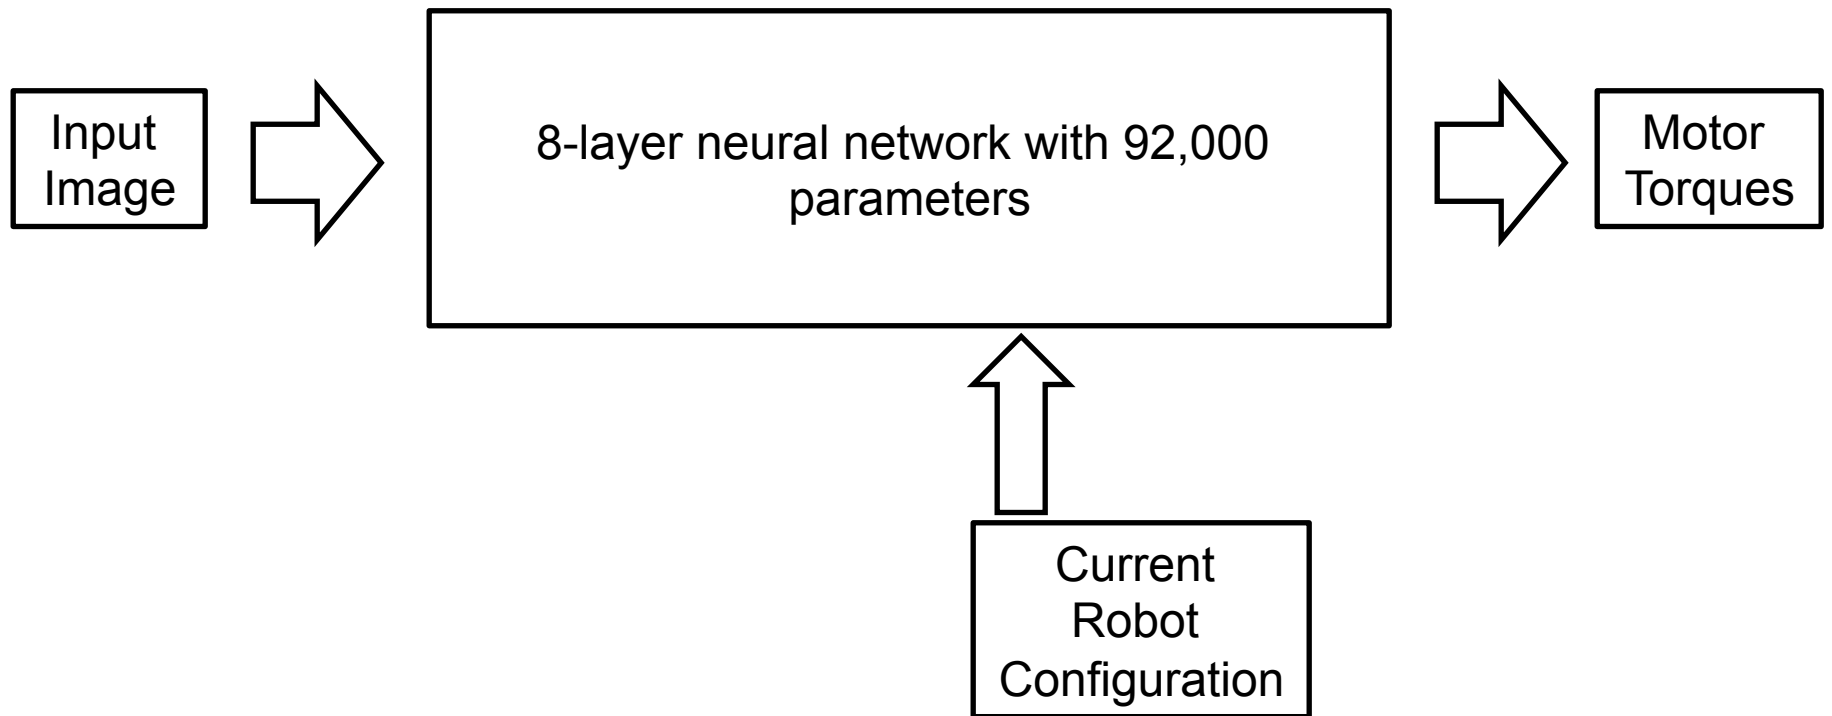 Input
Image
8-layer neural network with 92,000
parameters
Motor
Torques
Current
Robot
Configuration